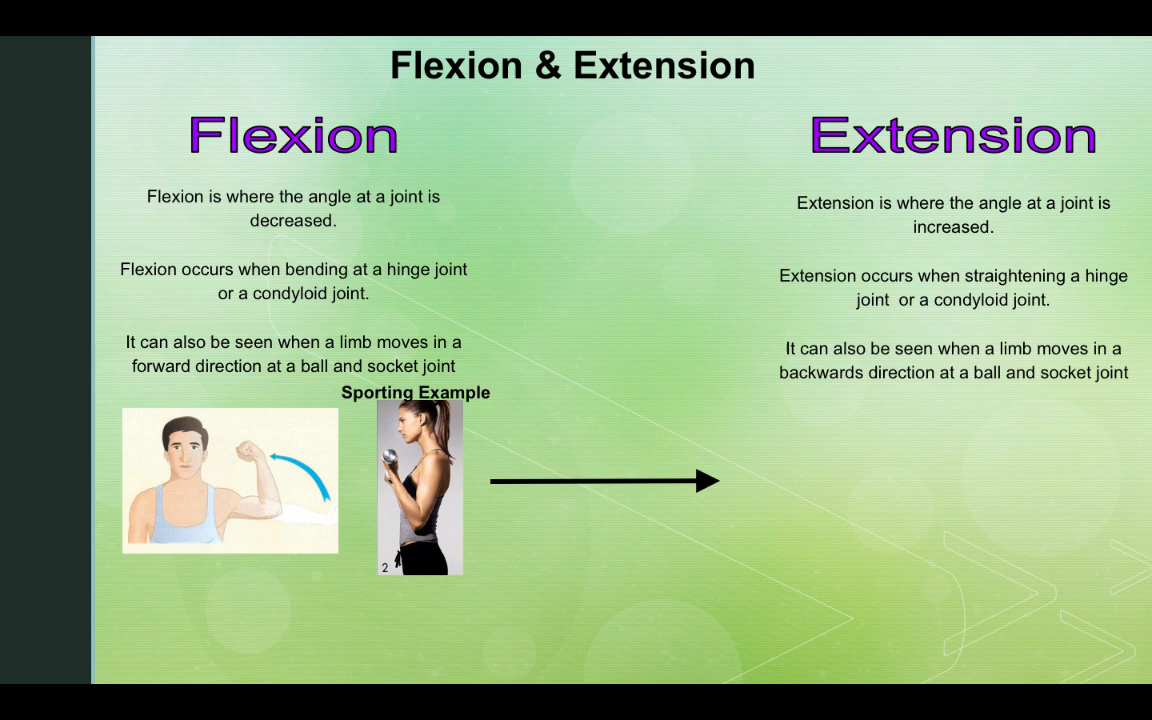 Flexion & Extension
Flexion
Flexion is where the angle at a joint is
decreased.
Flexion occurs when bending at a hinge joint
or a condyloid joint.
It can also be seen when a limb moves in a
forward direction at a ball and socket joint
Sporting Example
2
Extension
Extension is where the angle at a joint is
increased.
Extension occurs when straightening a hinge
joint  or a condyloid joint.
It can also be seen when a limb moves in a
backwards direction at a ball and socket joint